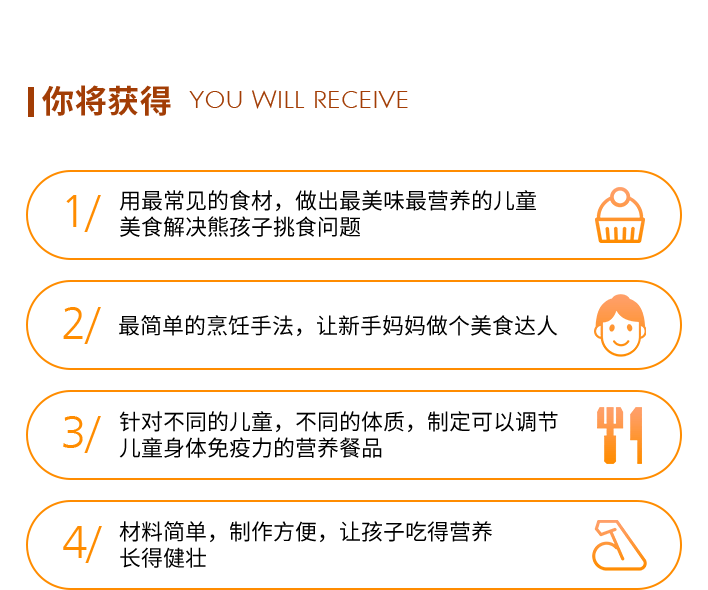 你将获得 YOU WILL RECEIVE
1/
用最常见的食材，做出最美味最营养的儿童
美食解决熊孩子挑食问题
2/
最简单的烹饪手法，让新手妈妈做个美食达人
3/
针对不同的儿童，不同的体质，制定可以调节
儿童身体免疫力的营养餐品
4/
材料简单，制作方便，让孩子吃得营养
长得健壮